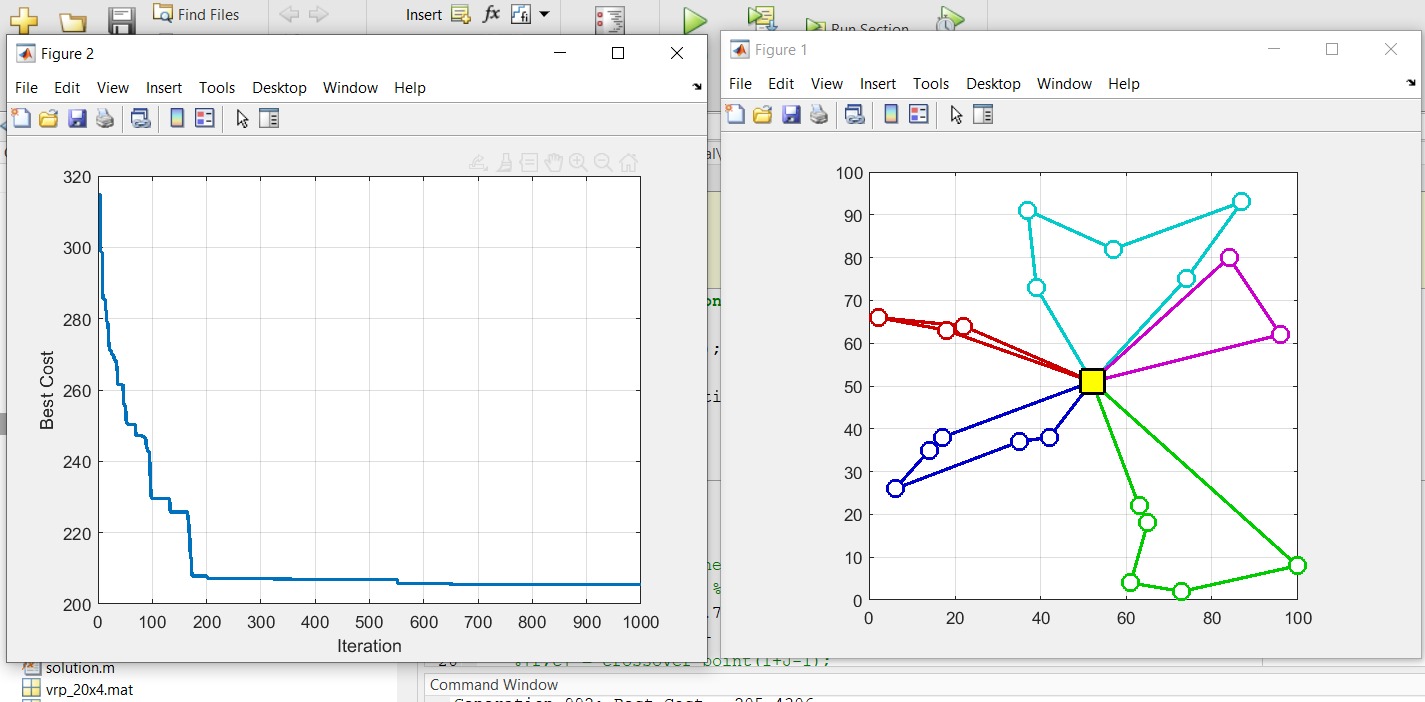 Find Files
Insert
fx
fi
Run Section
Figure 2
File Edit View Insert Tools Desktop Window Help
320
300
280
260
240
220
200
Best Cost
0 100 200 300 400 500 600 700 800 900 1000
Iteration
Figure 1
File Edit View Insert Tools Desktop Window Help
100
90
80
70
60
50
40
30
20
10
0
0 20 40 60 80 100
solution.m
vrp_20x4.mat
Command Window